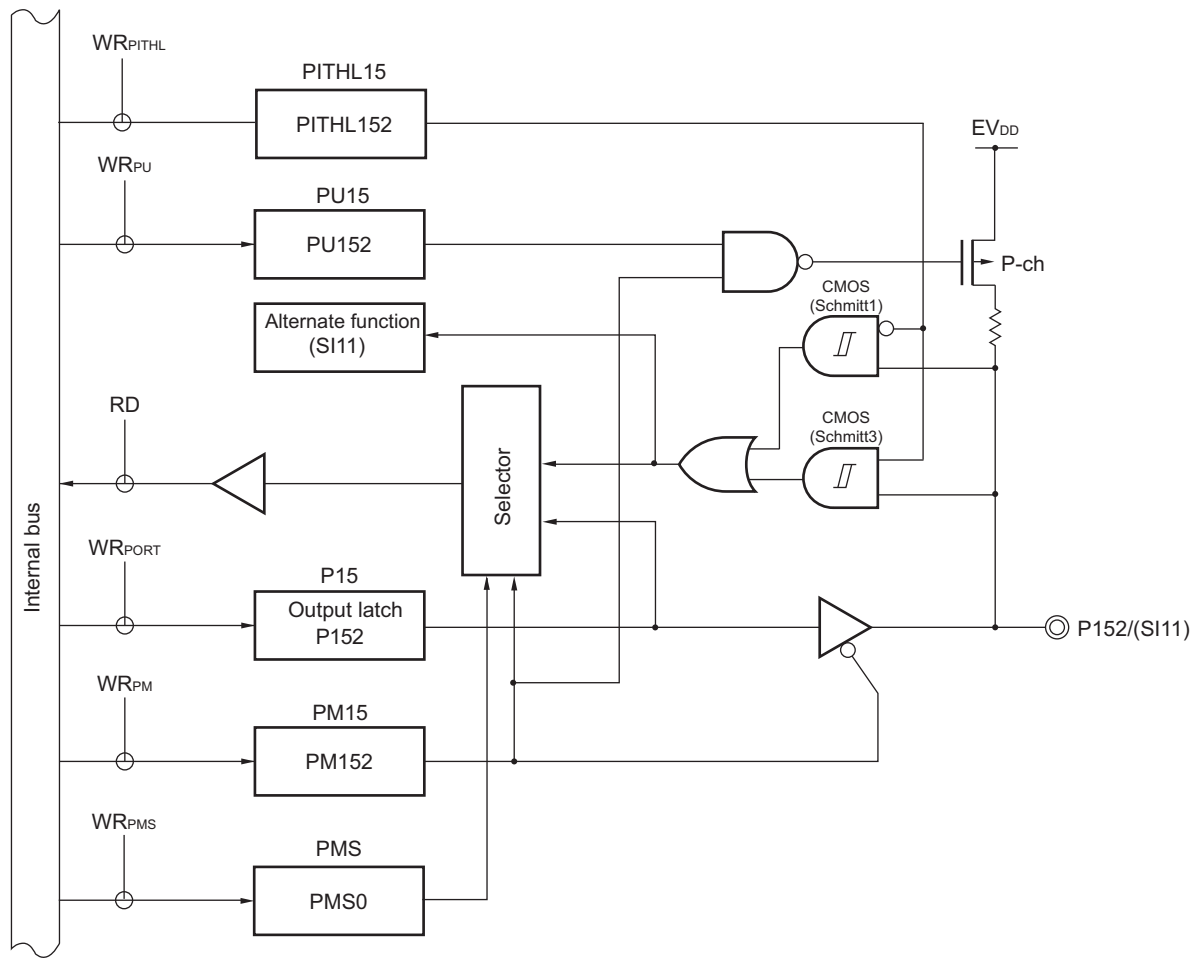 WRPITHL
PITHL15
PITHL152
EVDD
WRPU
PU15
PU152
P-ch
CMOS
(Schmitt1)
Alternate function
(SI11)
RD
CMOS
(Schmitt3)
Selector
Internal bus
WRPORT
P15
Output latch
P152
P152/(SI11)
WRPM
PM15
PM152
WRPMS
PMS
PMS0